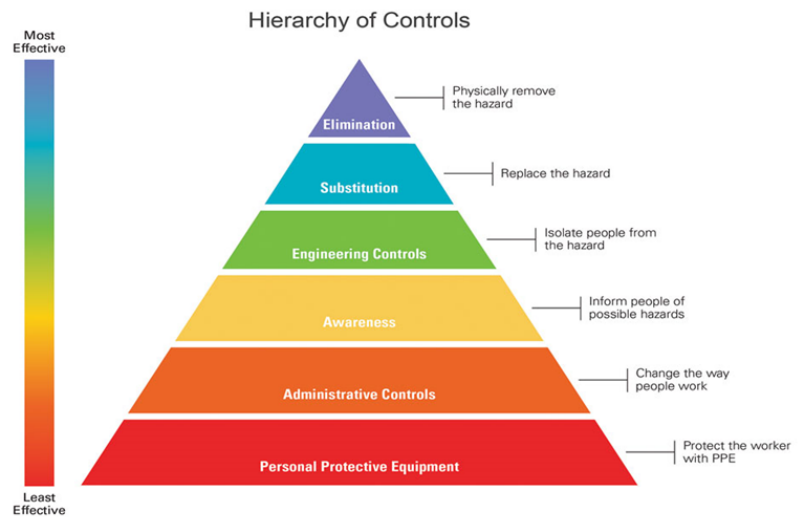 Hierarchy of Controls
Most
Effective
Elimination
Physically remove
the hazard
Substitution
Replace the hazard
Engineering Controls
Isolate people from
the hazard
Awareness
Inform people of
possible hazards
Administrative Controls
Change the way
people work
Personal Protective Equipment
Protect the worker
with PPE
Least
Effective